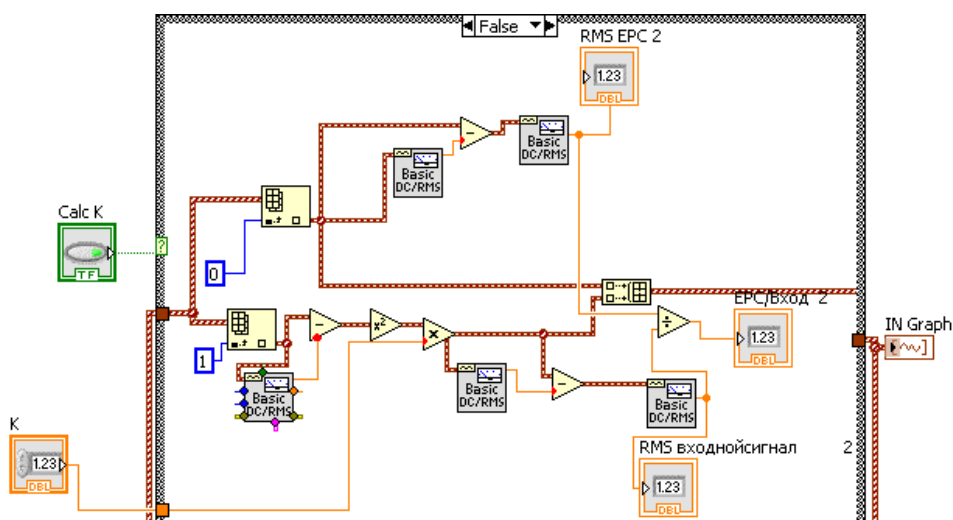 False
RMS EPC 2
1.23
DBL
Basic
DC/RMS
Basic
DC/RMS
Calc K
TF
?
0
1
x²
Basic
DC/RMS
Basic
DC/RMS
Basic
DC/RMS
EPC/Вход 2
1.23
DBL
IN Graph
K
1.23
DBL
RMS входнойсигнал 2
1.23
DBL